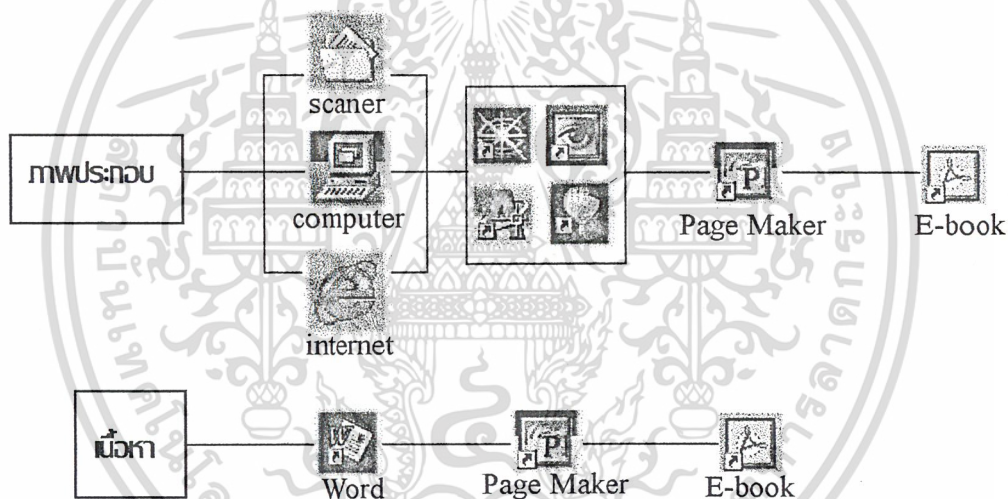 scaner
ภาพประกอบ
computer
Page Maker
E-book
internet
เนื้อหา
Word
Page Maker
E-book